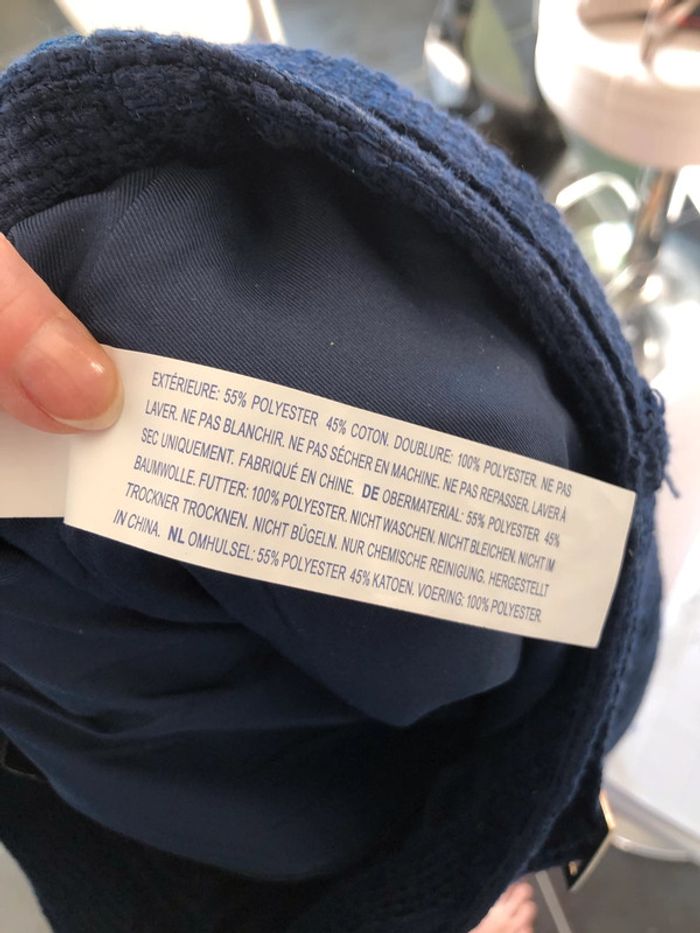 EXTÉRIEURE: 55% POLYESTER 45% COTON. DOUBLURE: 100% POLYESTER. NE PAS
LAVER. NE PAS BLANCHIR. NE PAS SÉCHER EN MACHINE. NE PAS REPASSER. LAVER À
SEC UNIQUEMENT. FABRIQUÉ EN CHINE. DE OBERMATERIAL: 55% POLYESTER 45%
BAUMWOLLE. FUTTER: 100% POLYESTER. NICHT WASCHEN. NICHT BLEICHEN. NICHT IM
TROCKNER TROCKNEN. NICHT BÜGELN. NUR CHEMISCHE REINIGUNG. HERGESTELLT
IN CHINA. NL OMHULSEL: 55% POLYESTER 45% KATOEN. VOERING: 100% POLYESTER.